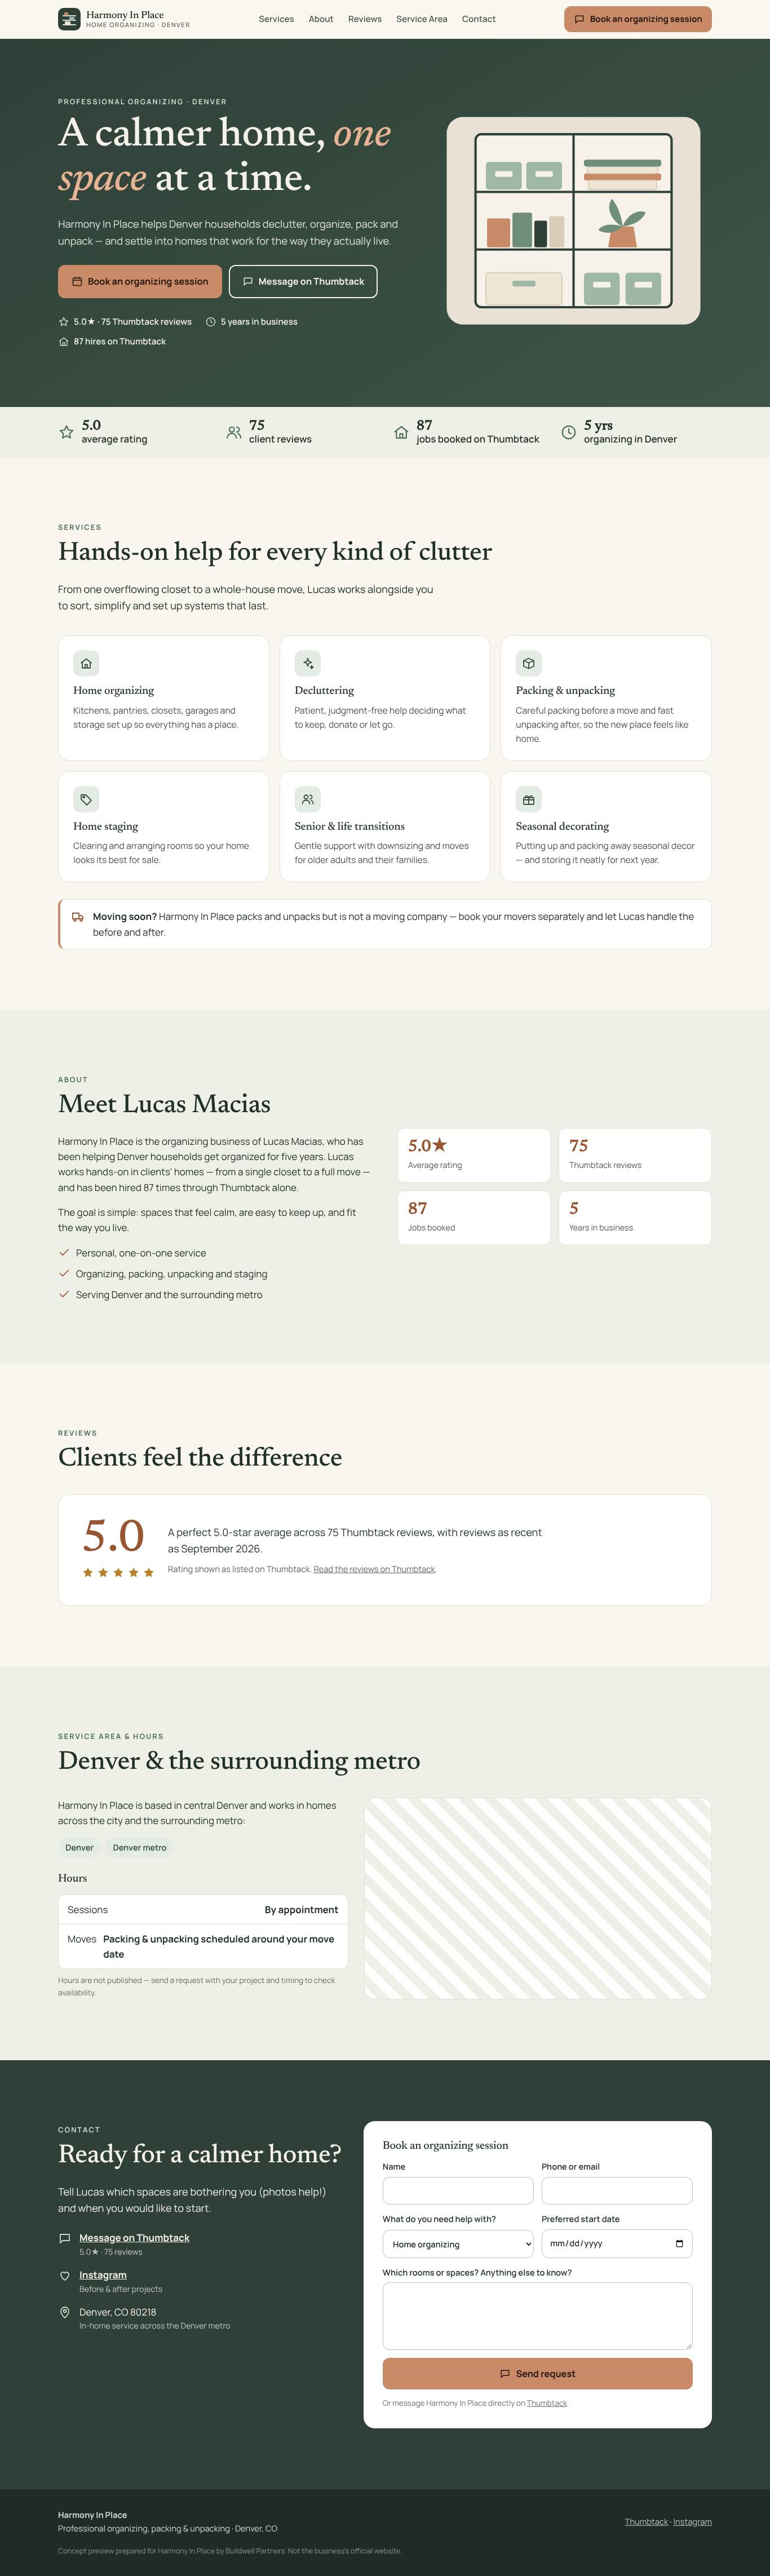 Harmony In Place
HOME ORGANIZING · DENVER
Services
About
Reviews
Service Area
Contact
Book an organizing session
PROFESSIONAL ORGANIZING · DENVER
A calmer home, one
space at a time.
Harmony In Place helps Denver households declutter, organize, pack and
unpack — and settle into homes that work for the way they actually live.
Book an organizing session
Message on Thumbtack
5.0★ · 75 Thumbtack reviews
5 years in business
87 hires on Thumbtack
5.0
average rating
75
client reviews
87
jobs booked on Thumbtack
5 yrs
organizing in Denver
SERVICES
Hands-on help for every kind of clutter
From one overflowing closet to a whole-house move, Lucas works alongside you
to sort, simplify and set up systems that last.
Home organizing
Kitchens, pantries, closets, garages and
storage set up so everything has a place.
Decluttering
Patient, judgment-free help deciding what
to keep, donate or let go.
Packing & unpacking
Careful packing before a move and fast
unpacking after, so the new place feels like
home.
Home staging
Clearing and arranging rooms so your home
looks its best for sale.
Senior & life transitions
Gentle support with downsizing and moves
for older adults and their families.
Seasonal decorating
Putting up and packing away seasonal decor
— and storing it neatly for next year.
Moving soon? Harmony In Place packs and unpacks but is not a moving company — book your movers separately and let Lucas handle the
before and after.
ABOUT
Meet Lucas Macias
Harmony In Place is the organizing business of Lucas Macias, who has
been helping Denver households get organized for five years. Lucas
works hands-on in clients' homes — from a single closet to a full move —
and has been hired 87 times through Thumbtack alone.
The goal is simple: spaces that feel calm, are easy to keep up, and fit
the way you live.
Personal, one-on-one service
Organizing, packing, unpacking and staging
Serving Denver and the surrounding metro
5.0★
Average rating
75
Thumbtack reviews
87
Jobs booked
5
Years in business
REVIEWS
Clients feel the difference
5.0
★★★★★
A perfect 5.0-star average across 75 Thumbtack reviews, with reviews as recent
as September 2026.
Rating shown as listed on Thumbtack. Read the reviews on Thumbtack.
SERVICE AREA & HOURS
Denver & the surrounding metro
Harmony In Place is based in central Denver and works in homes
across the city and the surrounding metro:
Denver
Denver metro
Hours
Sessions
By appointment
Moves
Packing & unpacking scheduled around your move
date
Hours are not published — send a request with your project and timing to check
availability.
CONTACT
Ready for a calmer home?
Tell Lucas which spaces are bothering you (photos help!)
and when you would like to start.
Message on Thumbtack
5.0★ · 75 reviews
Instagram
Before & after projects
Denver, CO 80218
In-home service across the Denver metro
Book an organizing session
Name
Phone or email
What do you need help with?
Preferred start date
Home organizing
mm/dd/yyyy
Which rooms or spaces? Anything else to know?
Send request
Or message Harmony In Place directly on Thumbtack.
Harmony In Place
Professional organizing, packing & unpacking · Denver, CO
Thumbtack · Instagram
Concept preview prepared for Harmony In Place by Buildwell Partners. Not the business's official website.